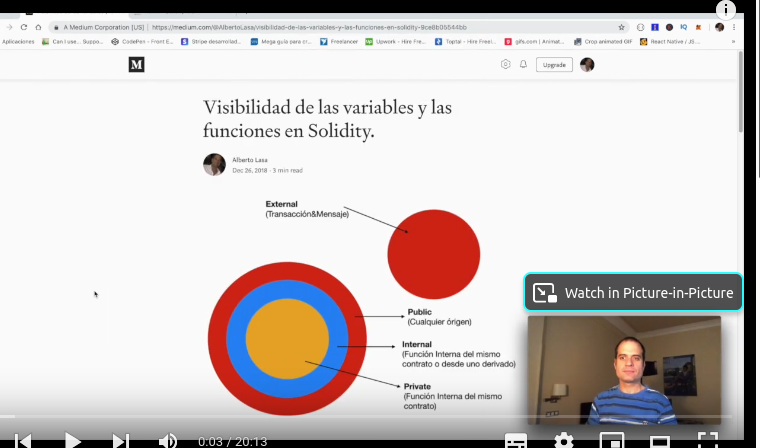 A Medium Corporation [US] | https://medium.com/@AlbertoLasa/visibilidad-de-las-variables-y-las-funciones-en-solidity-9ce8b05544bb
Aplicaciones Can I use... Suppo... CodePen - Front E... Stripe desarrollad... Mega guía para cr... Freelancer Upwork - Hire Fre... Toptal - Hire Freel... gifs.com | Animat... Crop animated GIF React Native / JS ...
M
Upgrade
Visibilidad de las variables y las
funciones en Solidity.
Alberto Lasa
Dec 26, 2018 · 3 min read
External
(Transacción&Mensaje)
Public
(Cualquier órigen)
Internal
(Función Interna del mismo
contrato o desde uno derivado)
Private
(Función Interna del mismo
contrato)
Watch in Picture-in-Picture
0:03 / 20:13